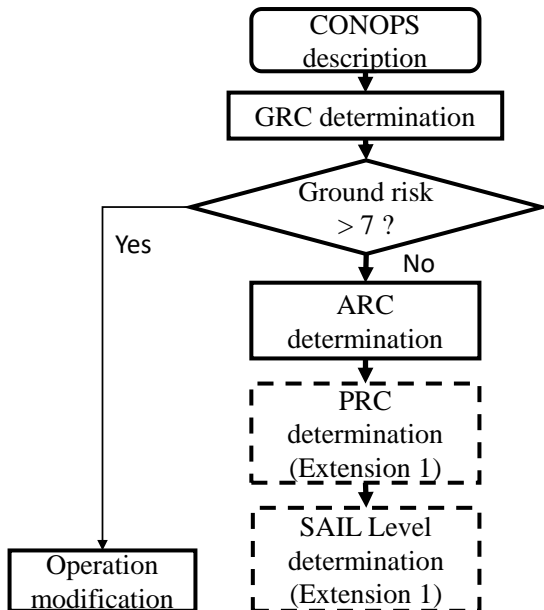 CONOPS
description
GRC determination
Ground risk
> 7 ?
Yes
No
ARC
determination
PRC
determination
(Extension 1)
SAIL Level
determination
(Extension 1)
Operation
modification